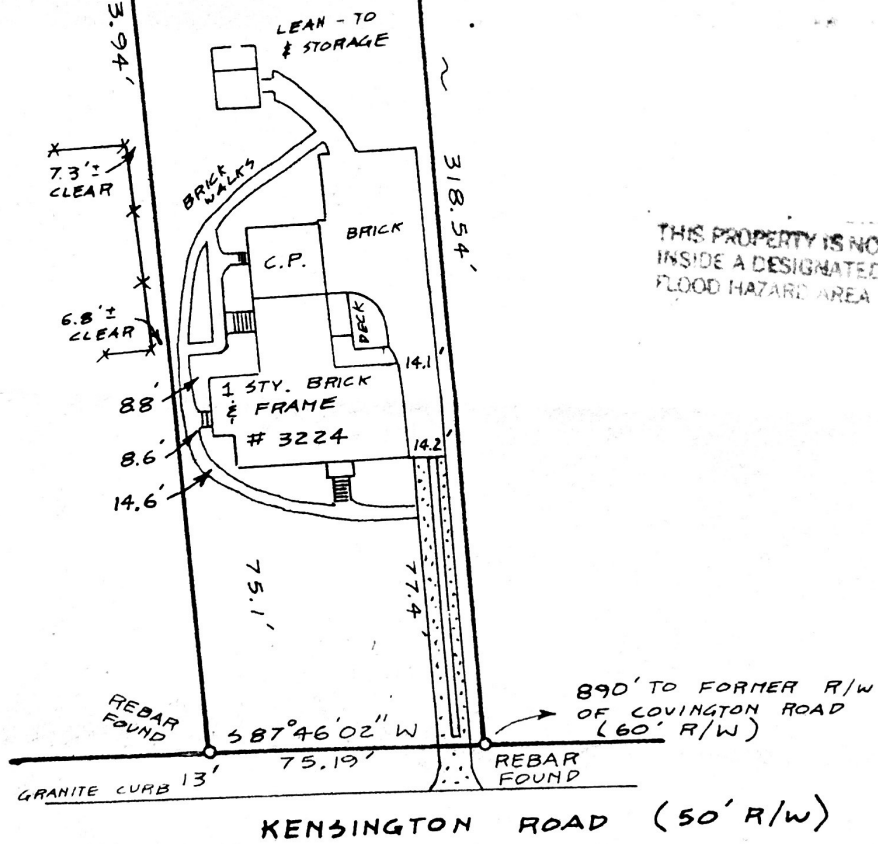 3.94'
LEAN-TO
& STORAGE
~
7.3'±
CLEAR
BRICK
WALKS
318.54'
BRICK
C.P.
THIS PROPERTY IS NO
INSIDE A DESIGNATED
FLOOD HAZARD AREA
6.8'±
CLEAR
DECK
14.1'
8.8'
1 STY. BRICK
& FRAME
# 3224
8.6'
14.2'
14.6'
75.1'
77.4'
REBAR
FOUND
S87°46'02" W
75.19'
890' TO FORMER R/W
OF COVINGTON ROAD
(60' R/W)
REBAR
FOUND
GRANITE CURB 13'
KENSINGTON ROAD (50' R/W)